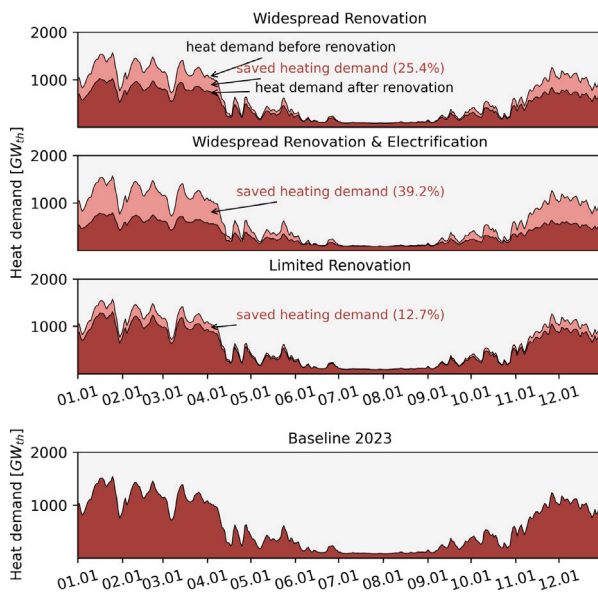 Widespread Renovation
2000
heat demand before renovation
saved heating demand (25.4%)
1000
heat demand after renovation
Widespread Renovation & Electrification
2000
saved heating demand (39.2%)
1000
Heat demand [GW_th]
Limited Renovation
2000
saved heating demand (12.7%)
1000
01.01 02.01 03.01 04.01 05.01 06.01 07.01 08.01 09.01 10.01 11.01 12.01
Baseline 2023
2000
Heat demand [GW_th]
1000
01.01 02.01 03.01 04.01 05.01 06.01 07.01 08.01 09.01 10.01 11.01 12.01